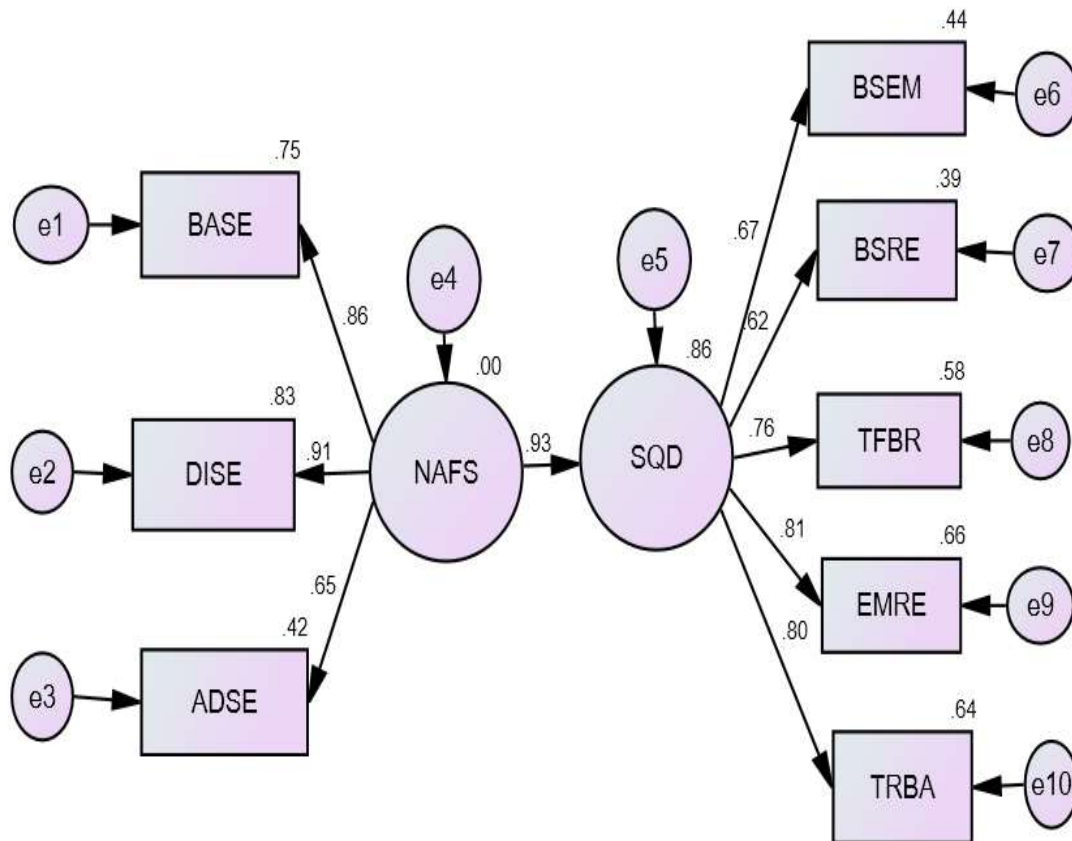 .44
BSEM
e6
.75
BASE
e1
.39
BSRE
e7
.67
e4
e5
.86
.62
.00
.86
.58
TFBR
e8
.83
DISE
e2
.91
NAFS
.93
SQD
.76
.81
.66
EMRE
e9
.65
.80
.42
ADSE
e3
.64
TRBA
e10